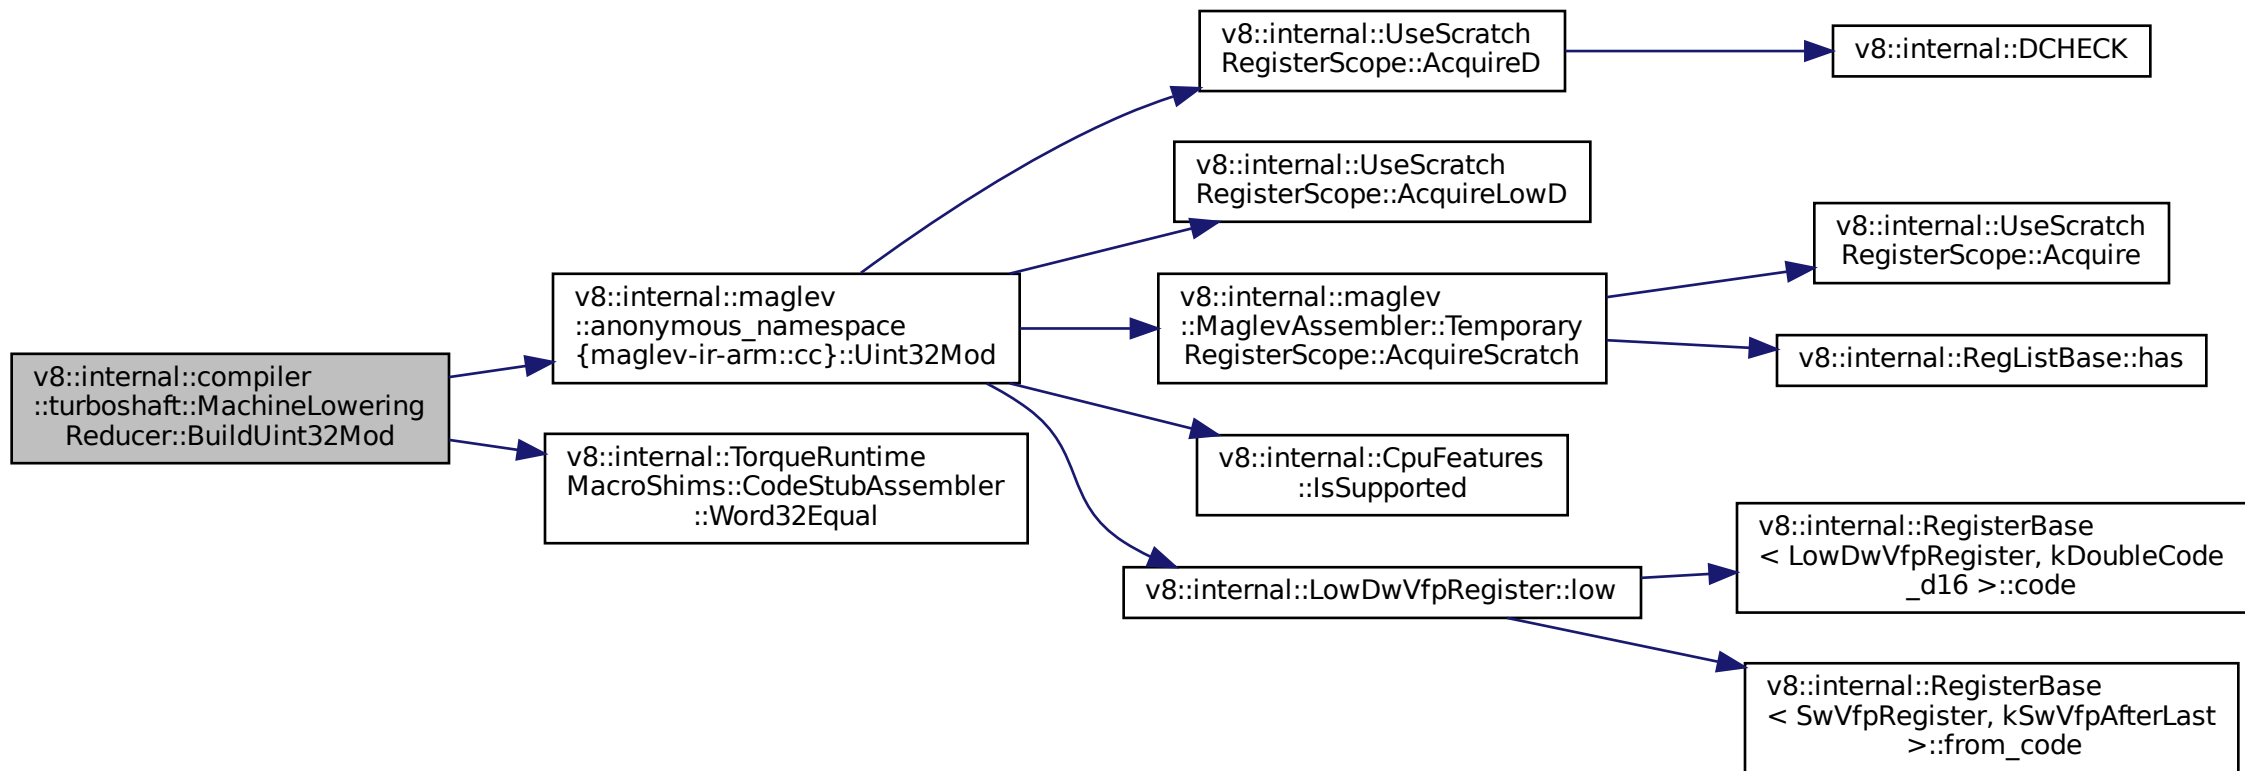 v8::internal::compiler
::turboshaft::MachineLowering
Reducer::BuildUint32Mod
v8::internal::maglev
::anonymous_namespace
{maglev-ir-arm::cc}::Uint32Mod
v8::internal::TorqueRuntime
MacroShims::CodeStubAssembler
::Word32Equal
v8::internal::UseScratch
RegisterScope::AcquireD
v8::internal::UseScratch
RegisterScope::AcquireLowD
v8::internal::maglev
::MaglevAssembler::Temporary
RegisterScope::AcquireScratch
v8::internal::CpuFeatures
::IsSupported
v8::internal::LowDwVfpRegister::low
v8::internal::DCHECK
v8::internal::UseScratch
RegisterScope::Acquire
v8::internal::RegListBase::has
v8::internal::RegisterBase
< LowDwVfpRegister, kDoubleCode
_d16 >::code
v8::internal::RegisterBase
< SwVfpRegister, kSwVfpAfterLast
>::from_code